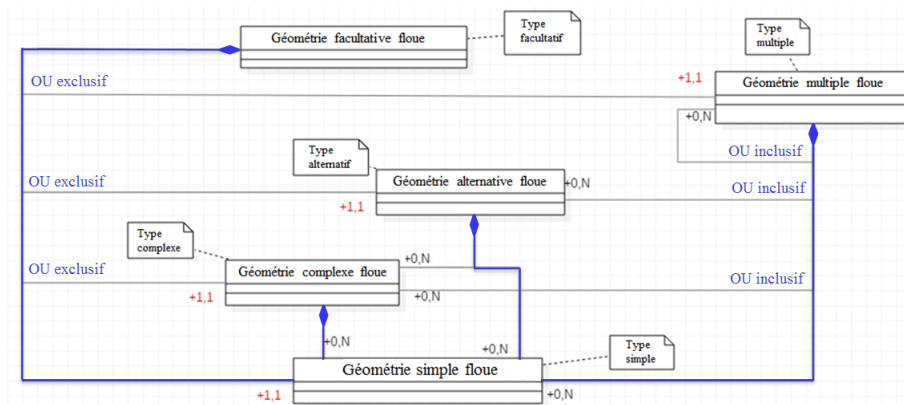 Géométrie facultative floue
Type
facultatif
Type
multiple
OU exclusif
+1,1
Géométrie multiple floue
+0,N
OU inclusif
Type
alternatif
OU exclusif
Géométrie alternative floue
+0,N
OU inclusif
+1,1
Type
complexe
OU exclusif
Géométrie complexe floue
+0,N
OU inclusif
+1,1
+0,N
+0,N
+0,N
Type
simple
Géométrie simple floue
+1,1
+0,N